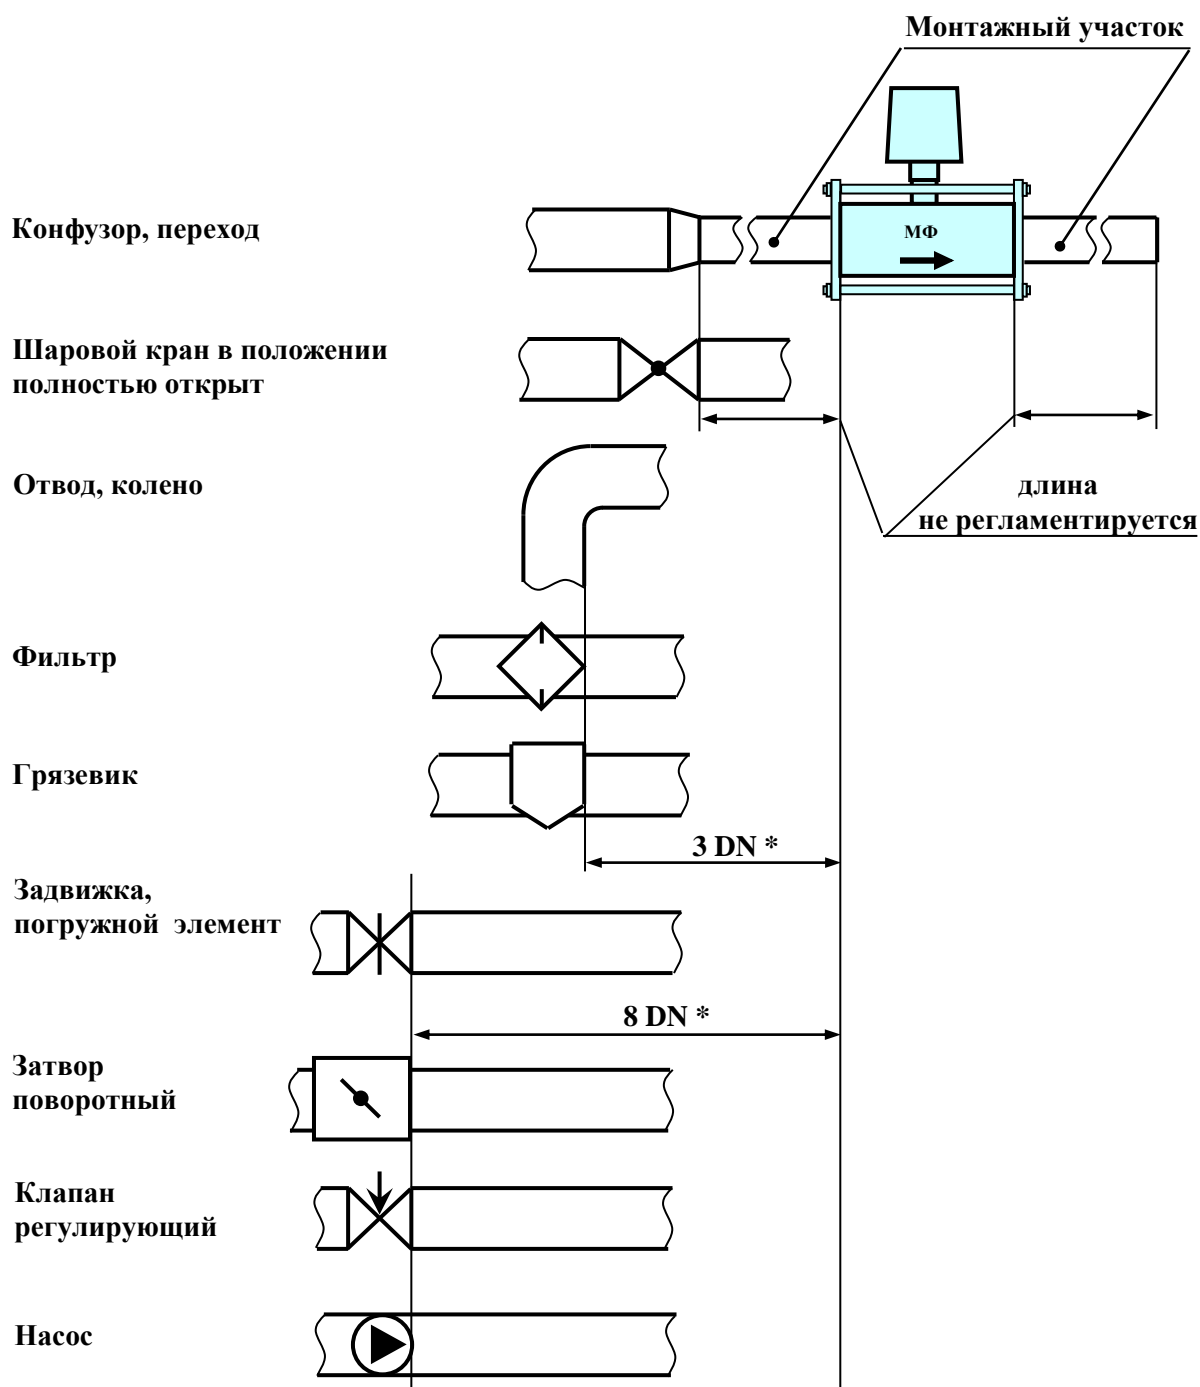 Монтажный участок
Конфузор, переход
МФ
Шаровой кран в положении
полностью открыт
Отвод, колено
длина
не регламентируется
Фильтр
Грязевик
3 DN *
Задвижка,
погружной элемент
8 DN *
Затвор
поворотный
Клапан
регулирующий
Насос